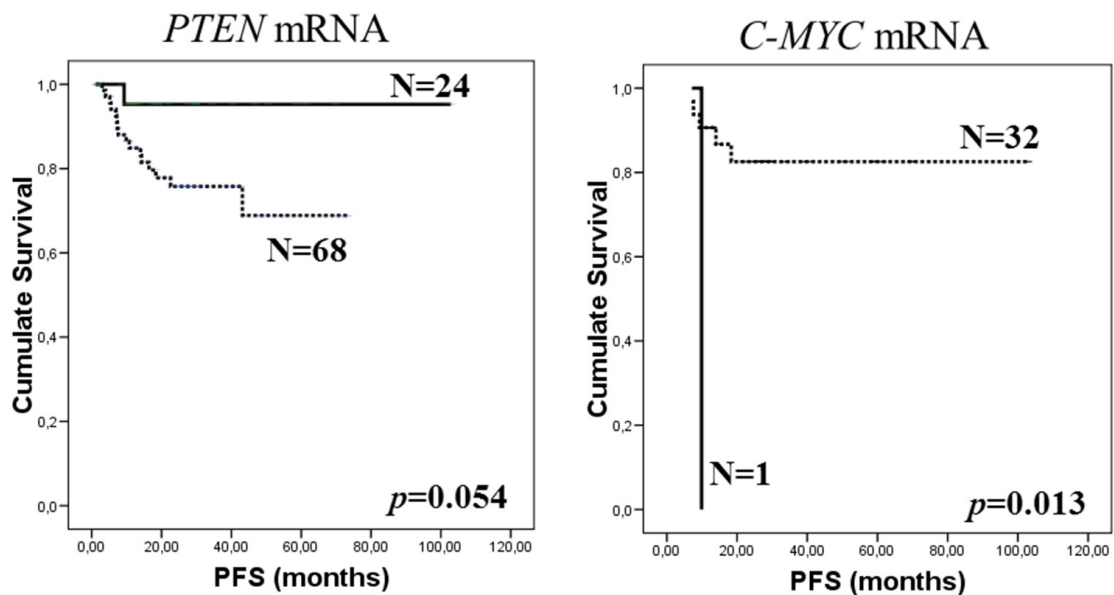 PTEN mRNA
Cumulate Survival
1,0
0,8
0,6
0,4
0,2
0,0
N=24
N=68
p=0.054
0,00 20,00 40,00 60,00 80,00 100,00 120,00
PFS (months)
C-MYC mRNA
Cumulate Survival
1,0
0,8
0,6
0,4
0,2
0,0
N=32
N=1
p=0.013
0,00 20,00 40,00 60,00 80,00 100,00 120,00
PFS (months)